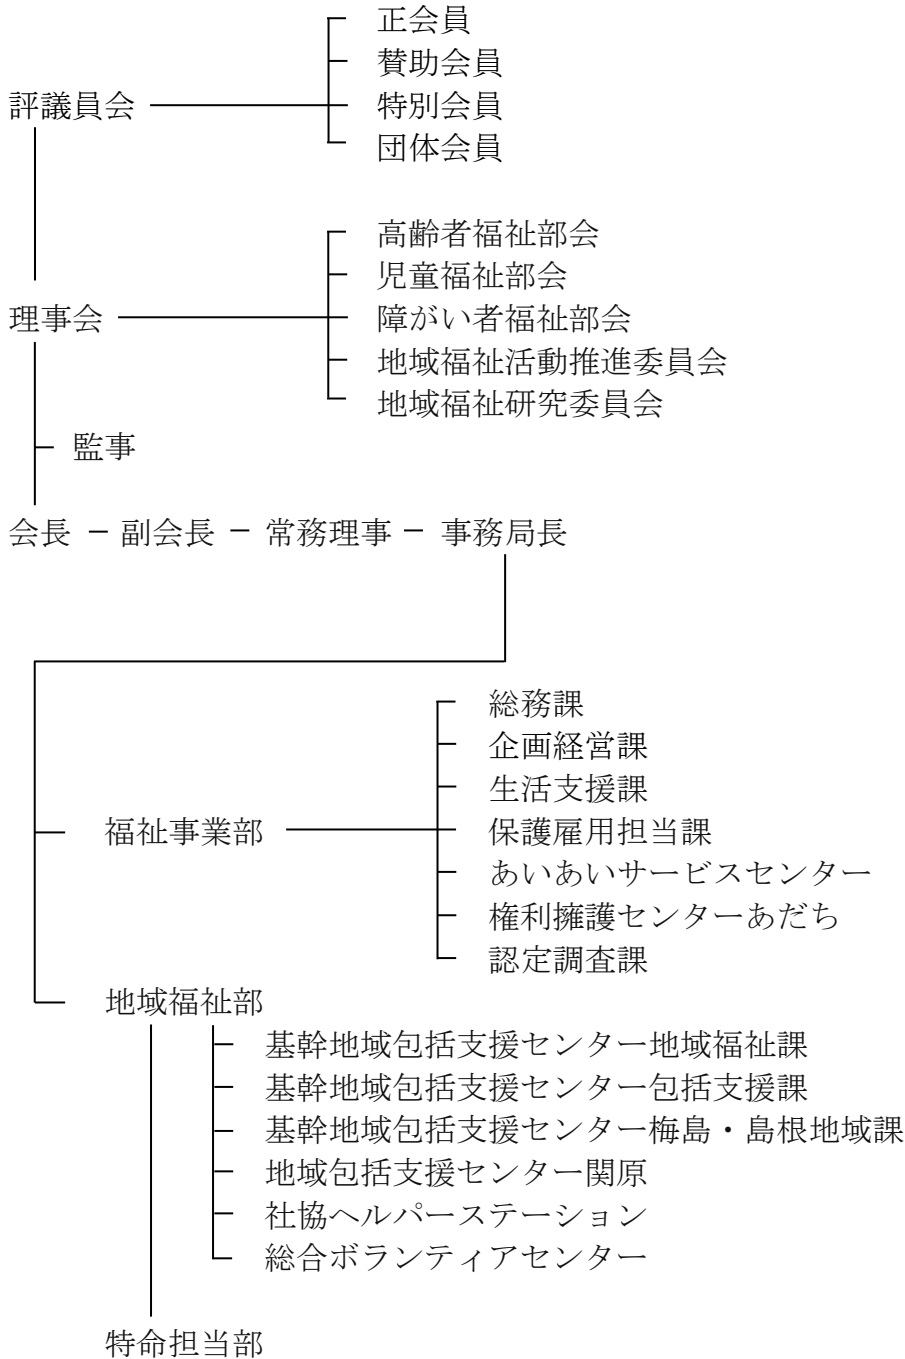 正会員
賛助会員
評議員会
特別会員
団体会員
高齢者福祉部会
児童福祉部会
理事会
障がい者福祉部会
地域福祉活動推進委員会
地域福祉研究委員会
監事
会長 － 副会長 － 常務理事 － 事務局長
総務課
企画経営課
生活支援課
福祉事業部
保護雇用担当課
あいあいサービスセンター
権利擁護センターあだち
認定調査課
地域福祉部
基幹地域包括支援センター地域福祉課
基幹地域包括支援センター包括支援課
基幹地域包括支援センター梅島・島根地域課
地域包括支援センター関原
社協ヘルパーステーション
総合ボランティアセンター
特命担当部